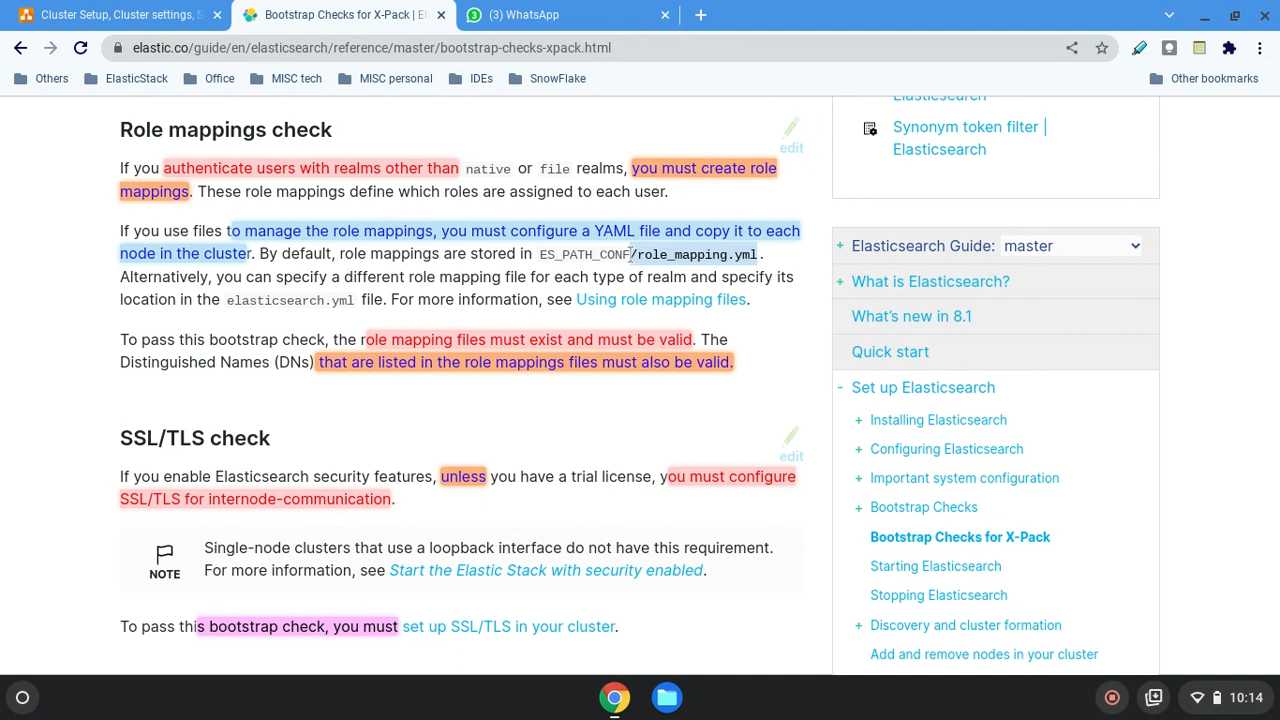 Cluster Setup, Cluster settings, S
Bootstrap Checks for X-Pack | El
(3) WhatsApp
elastic.co/guide/en/elasticsearch/reference/master/bootstrap-checks-xpack.html
Others
ElasticStack
Office
MISC tech
MISC personal
IDEs
SnowFlake
Other bookmarks
Role mappings check
edit
If you authenticate users with realms other than native or file realms, you must create role
mappings. These role mappings define which roles are assigned to each user.
If you use files to manage the role mappings, you must configure a YAML file and copy it to each
node in the cluster. By default, role mappings are stored in ES_PATH_CONF/role_mapping.yml.
Alternatively, you can specify a different role mapping file for each type of realm and specify its
location in the elasticsearch.yml file. For more information, see Using role mapping files.
To pass this bootstrap check, the role mapping files must exist and must be valid. The
Distinguished Names (DNs) that are listed in the role mappings files must also be valid.
SSL/TLS check
edit
If you enable Elasticsearch security features, unless you have a trial license, you must configure
SSL/TLS for internode-communication.
NOTE
Single-node clusters that use a loopback interface do not have this requirement.
For more information, see Start the Elastic Stack with security enabled.
To pass this bootstrap check, you must set up SSL/TLS in your cluster.
Elasticsearch
Synonym token filter |
Elasticsearch
+ Elasticsearch Guide: master
+ What is Elasticsearch?
What's new in 8.1
Quick start
- Set up Elasticsearch
+ Installing Elasticsearch
+ Configuring Elasticsearch
+ Important system configuration
+ Bootstrap Checks
Bootstrap Checks for X-Pack
Starting Elasticsearch
Stopping Elasticsearch
+ Discovery and cluster formation
Add and remove nodes in your cluster
10:14